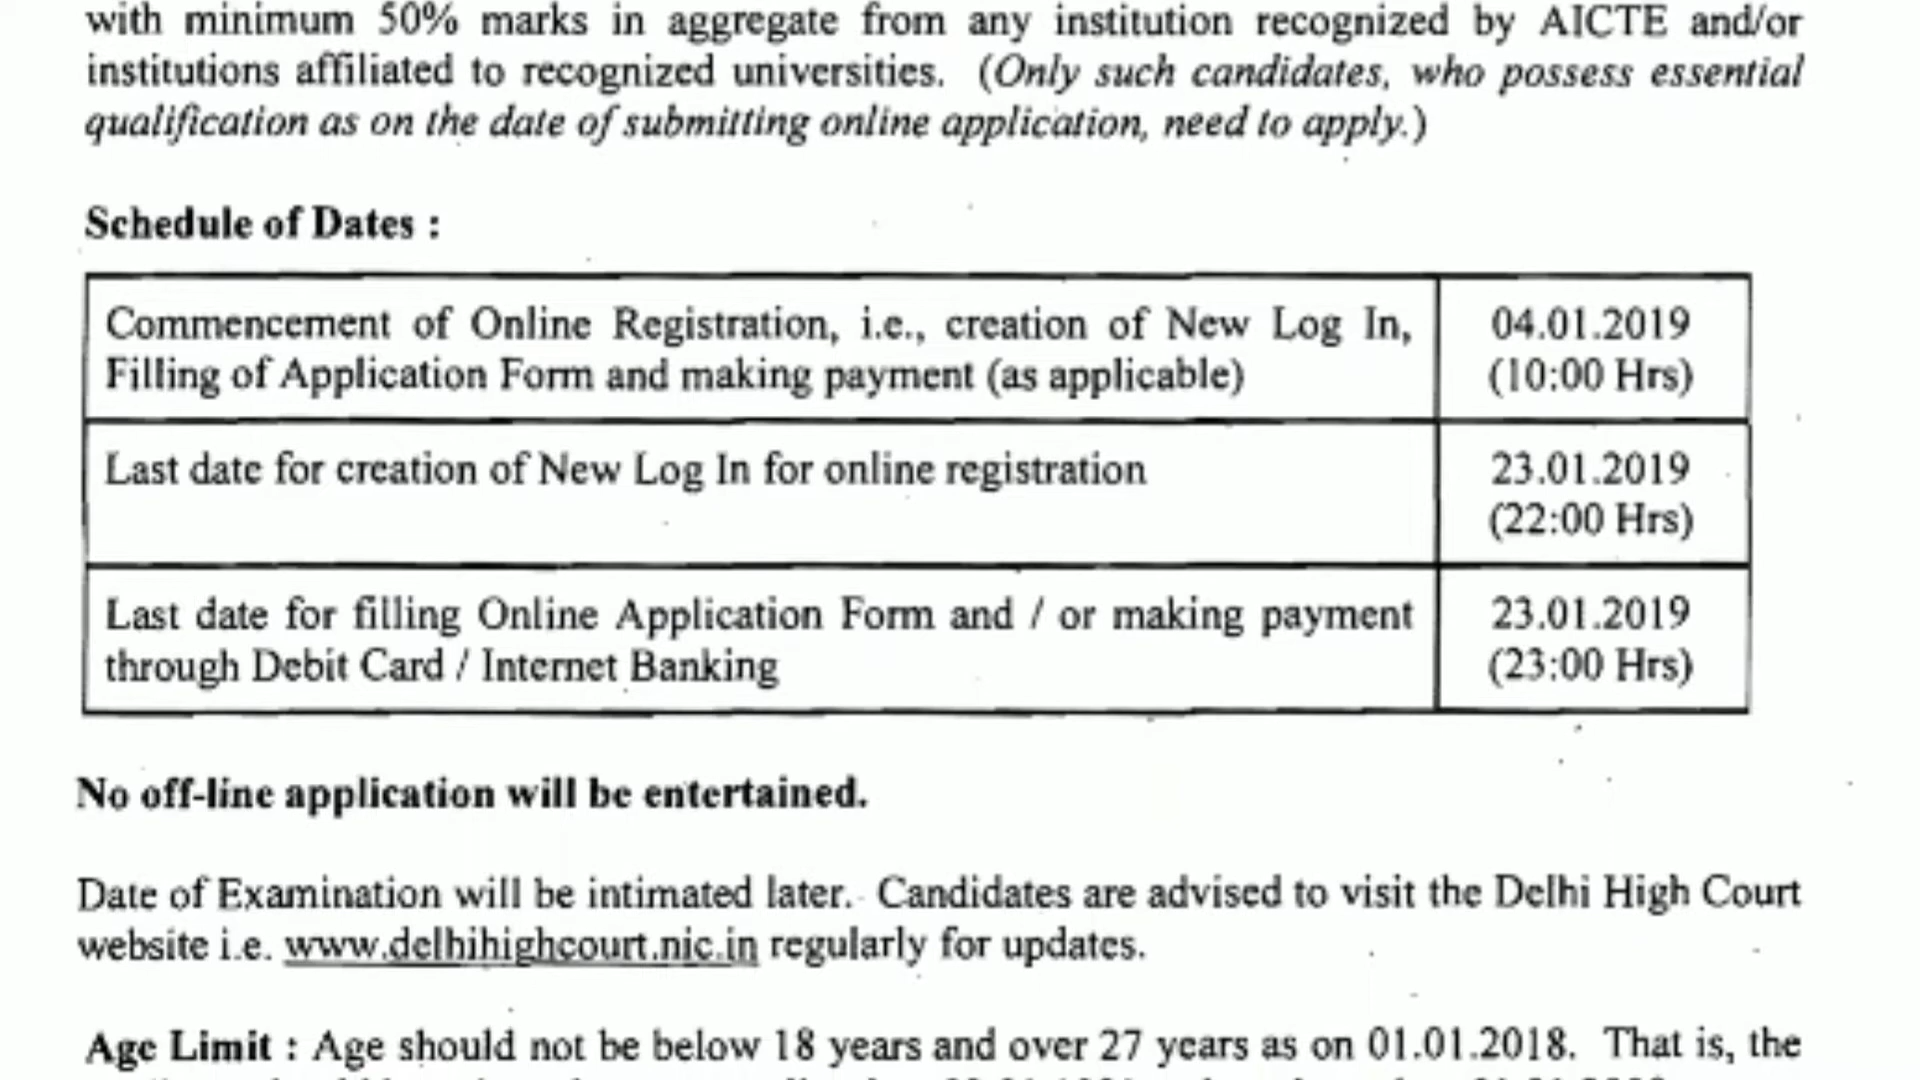 with minimum 50% marks in aggregate from any institution recognized by AICTE and/or
institutions affiliated to recognized universities. (Only such candidates, who possess essential
qualification as on the date of submitting online application, need to apply.)
Schedule of Dates :
Commencement of Online Registration, i.e., creation of New Log In,
Filling of Application Form and making payment (as applicable)
04.01.2019
(10:00 Hrs)
Last date for creation of New Log In for online registration
23.01.2019
(22:00 Hrs)
Last date for filling Online Application Form and / or making payment
through Debit Card / Internet Banking
23.01.2019
(23:00 Hrs)
No off-line application will be entertained.
Date of Examination will be intimated later. Candidates are advised to visit the Delhi High Court
website i.e. www.delhihighcourt.nic.in regularly for updates.
Age Limit : Age should not be below 18 years and over 27 years as on 01.01.2018. That is, the